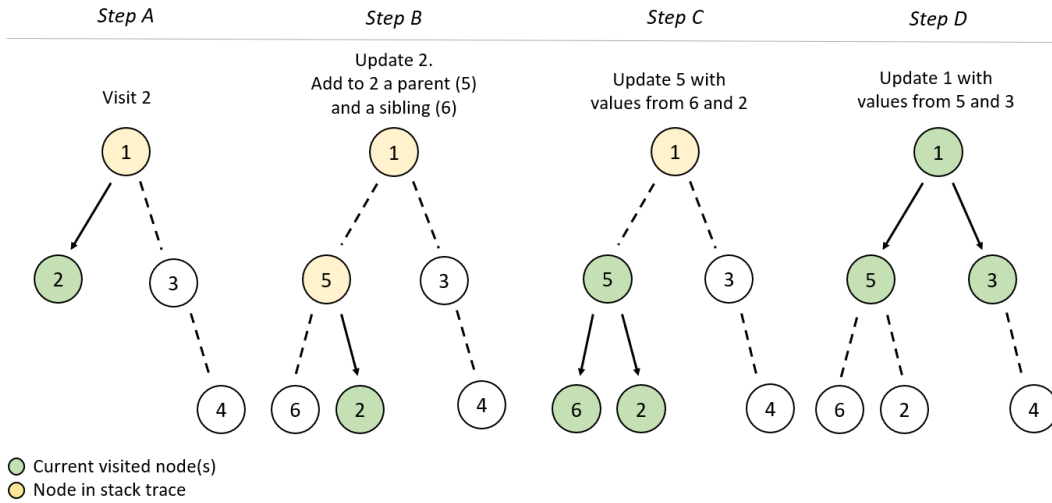 Step A
Step B
Step C
Step D
Visit 2
Update 2.
Add to 2 a parent (5)
and a sibling (6)
Update 5 with
values from 6 and 2
Update 1 with
values from 5 and 3
1
2
3
4
1
5
3
6
2
4
1
5
3
6
2
4
1
5
3
6
2
4
Current visited node(s)
Node in stack trace